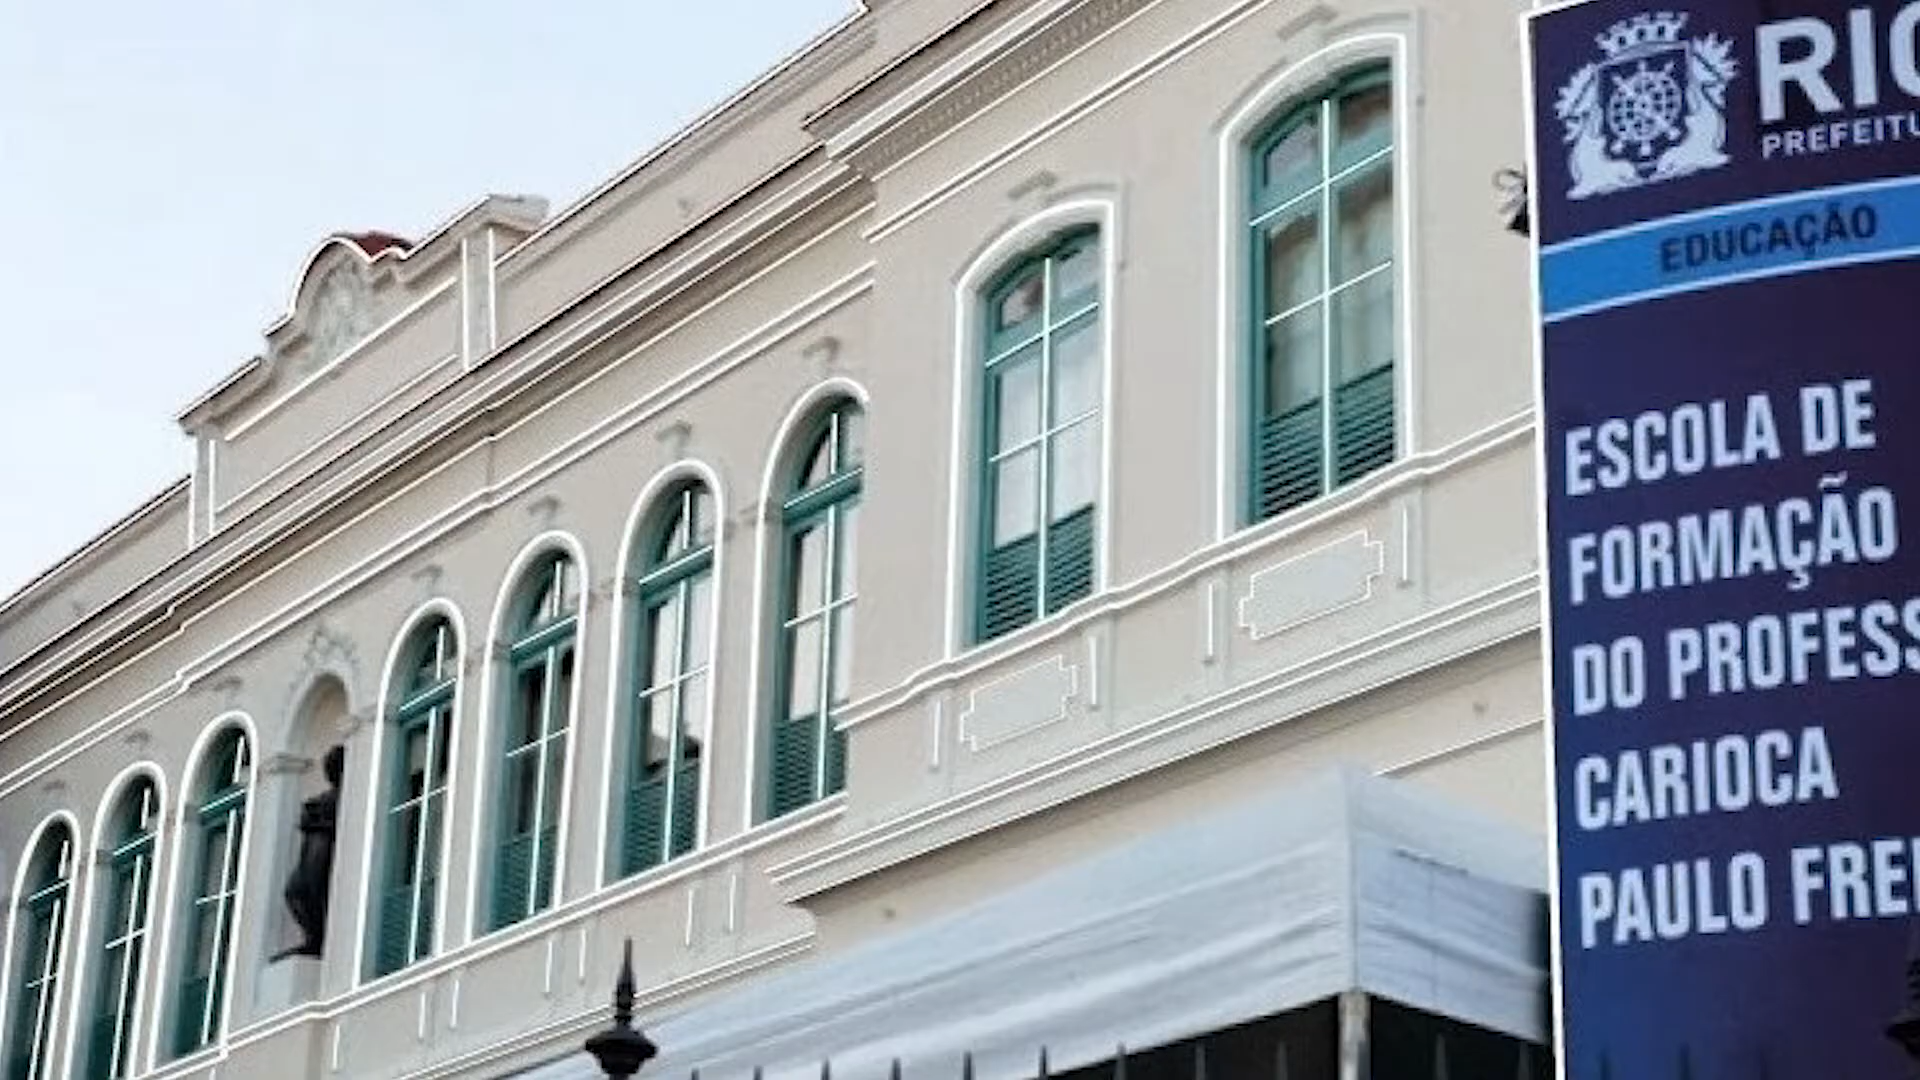 RIO
PREFEITU
EDUCAÇÃO
ESCOLA DE
FORMAÇÃO
DO PROFESS
CARIOCA
PAULO FREI